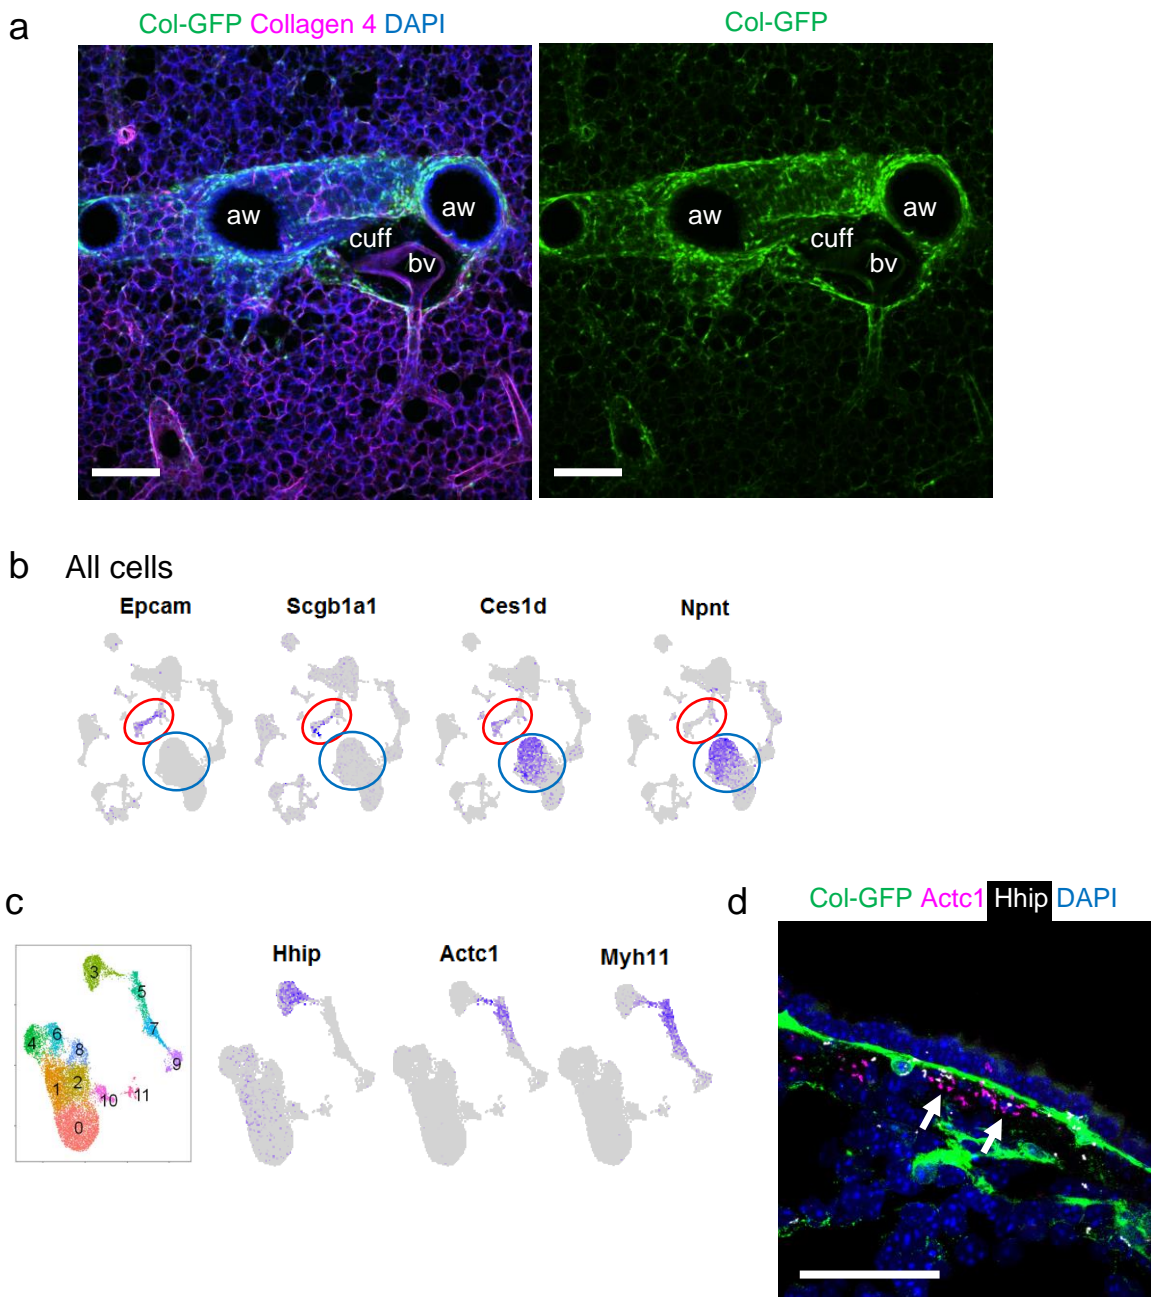 a
Col-GFP Collagen 4 DAPI
Col-GFP
aw
aw
cuff
bv
aw
aw
cuff
bv
b All cells
Epcam
Scgb1a1
Ces1d
Npnt
c
Hhip
Actc1
Myh11
3
5
6
7
4
8
9
1
2
10
11
0
d
Col-GFP Actc1 Hhip DAPI